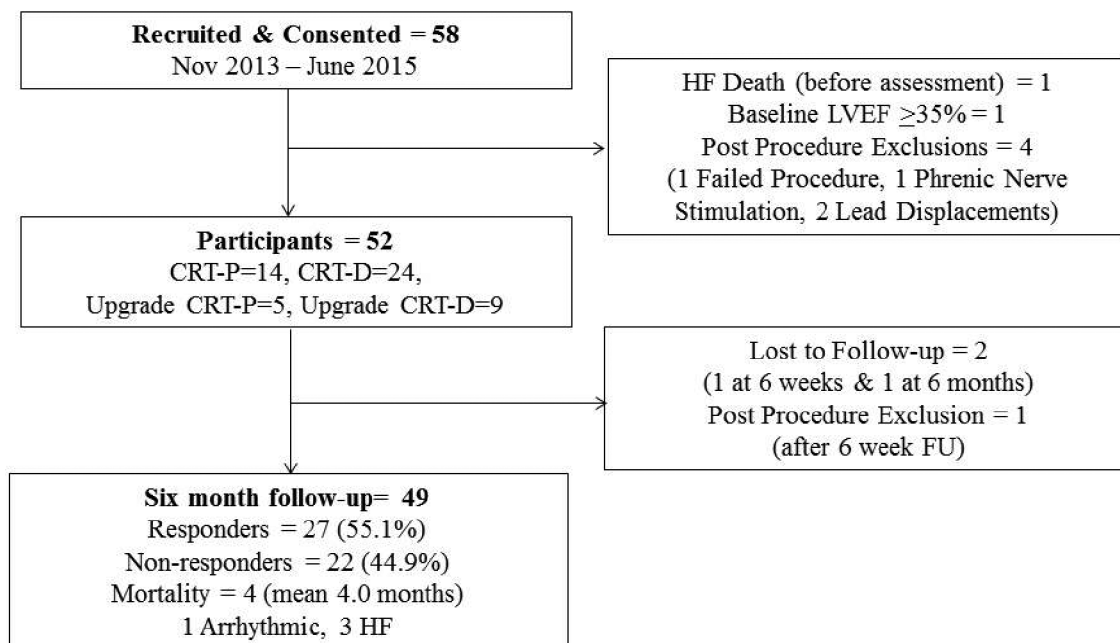 Recruited & Consented = 58
Nov 2013 – June 2015
HF Death (before assessment) = 1
Baseline LVEF ≥35% = 1
Post Procedure Exclusions = 4
(1 Failed Procedure, 1 Phrenic Nerve
Stimulation, 2 Lead Displacements)
Participants = 52
CRT-P=14, CRT-D=24,
Upgrade CRT-P=5, Upgrade CRT-D=9
Lost to Follow-up = 2
(1 at 6 weeks & 1 at 6 months)
Post Procedure Exclusion = 1
(after 6 week FU)
Six month follow-up= 49
Responders = 27 (55.1%)
Non-responders = 22 (44.9%)
Mortality = 4 (mean 4.0 months)
1 Arrhythmic, 3 HF